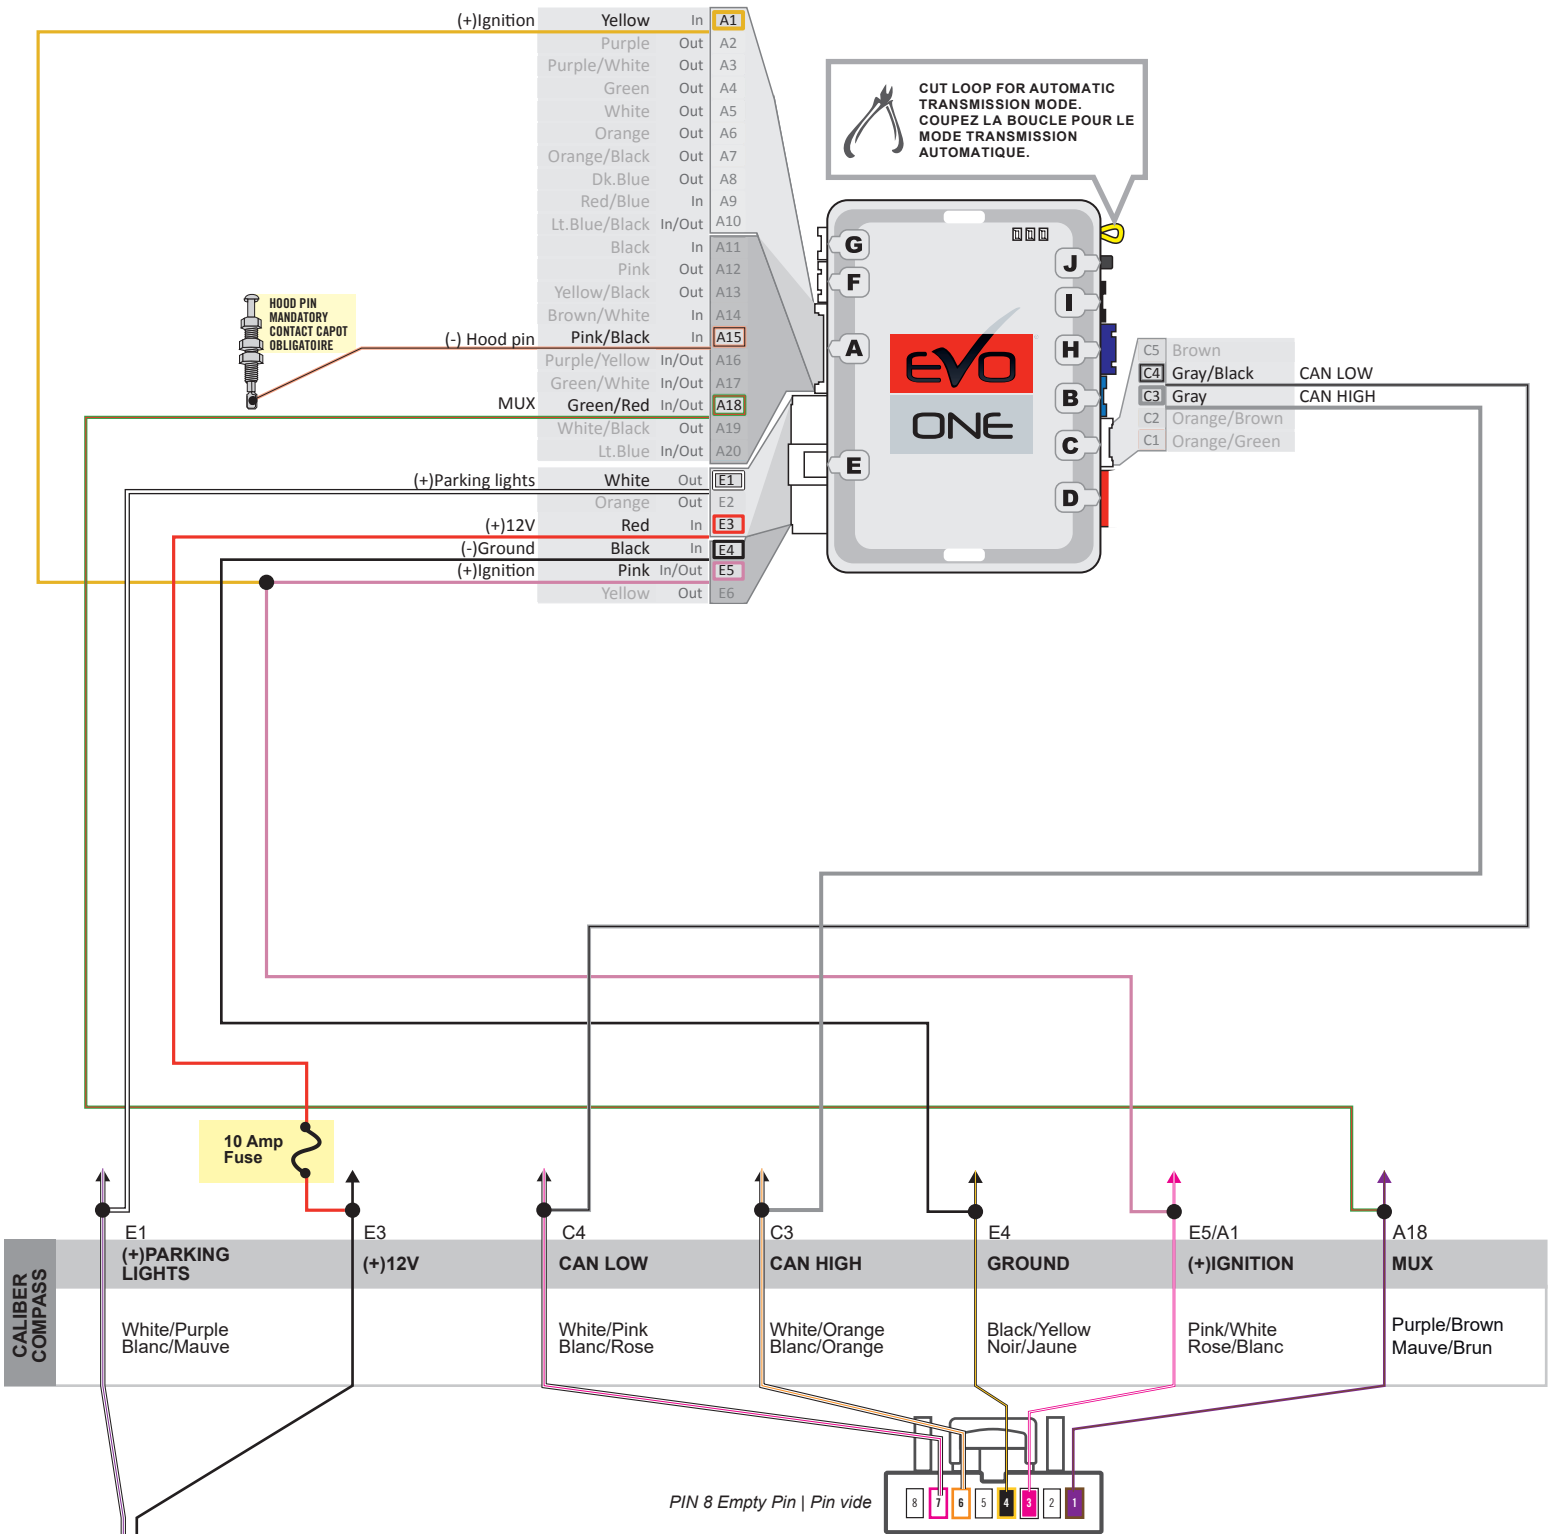 (+)Ignition Yellow In A1
Purple Out A2
Purple/White Out A3
Green Out A4
White Out A5
Orange Out A6
Orange/Black Out A7
Dk.Blue Out A8
Red/Blue In A9
Lt.Blue/Black In/Out A10
Black In A11
Pink Out A12
Yellow/Black Out A13
Brown/White In A14
(-) Hood pin Pink/Black In A15
Purple/Yellow In/Out A16
Green/White In/Out A17
MUX Green/Red In/Out A18
White/Black Out A19
Lt.Blue In/Out A20
(+)Parking lights White Out E1
Orange Out E2
(+)12V Red In E3
(-)Ground Black In E4
(+)Ignition Pink In/Out E5
Yellow Out E6
HOOD PIN
MANDATORY
CONTACT CAPOT
OBLIGATOIRE
CUT LOOP FOR AUTOMATIC
TRANSMISSION MODE.
COUPEZ LA BOUCLE POUR LE
MODE TRANSMISSION
AUTOMATIQUE.
G
F
A
E
J
I
H
B
C
D
EVO
ONE
C5 Brown
C4 Gray/Black CAN LOW
C3 Gray CAN HIGH
C2 Orange/Brown
C1 Orange/Green
10 Amp
Fuse
E1 E3 C4 C3 E4 E5/A1 A18
CALIBER
COMPASS
(+)PARKING
LIGHTS
(+)12V
CAN LOW
CAN HIGH
GROUND
(+)IGNITION
MUX
White/Purple
Blanc/Mauve
White/Pink
Blanc/Rose
White/Orange
Blanc/Orange
Black/Yellow
Noir/Jaune
Pink/White
Rose/Blanc
Purple/Brown
Mauve/Brun
PIN 8 Empty Pin | Pin vide
8 7 6 5 4 3 2 1